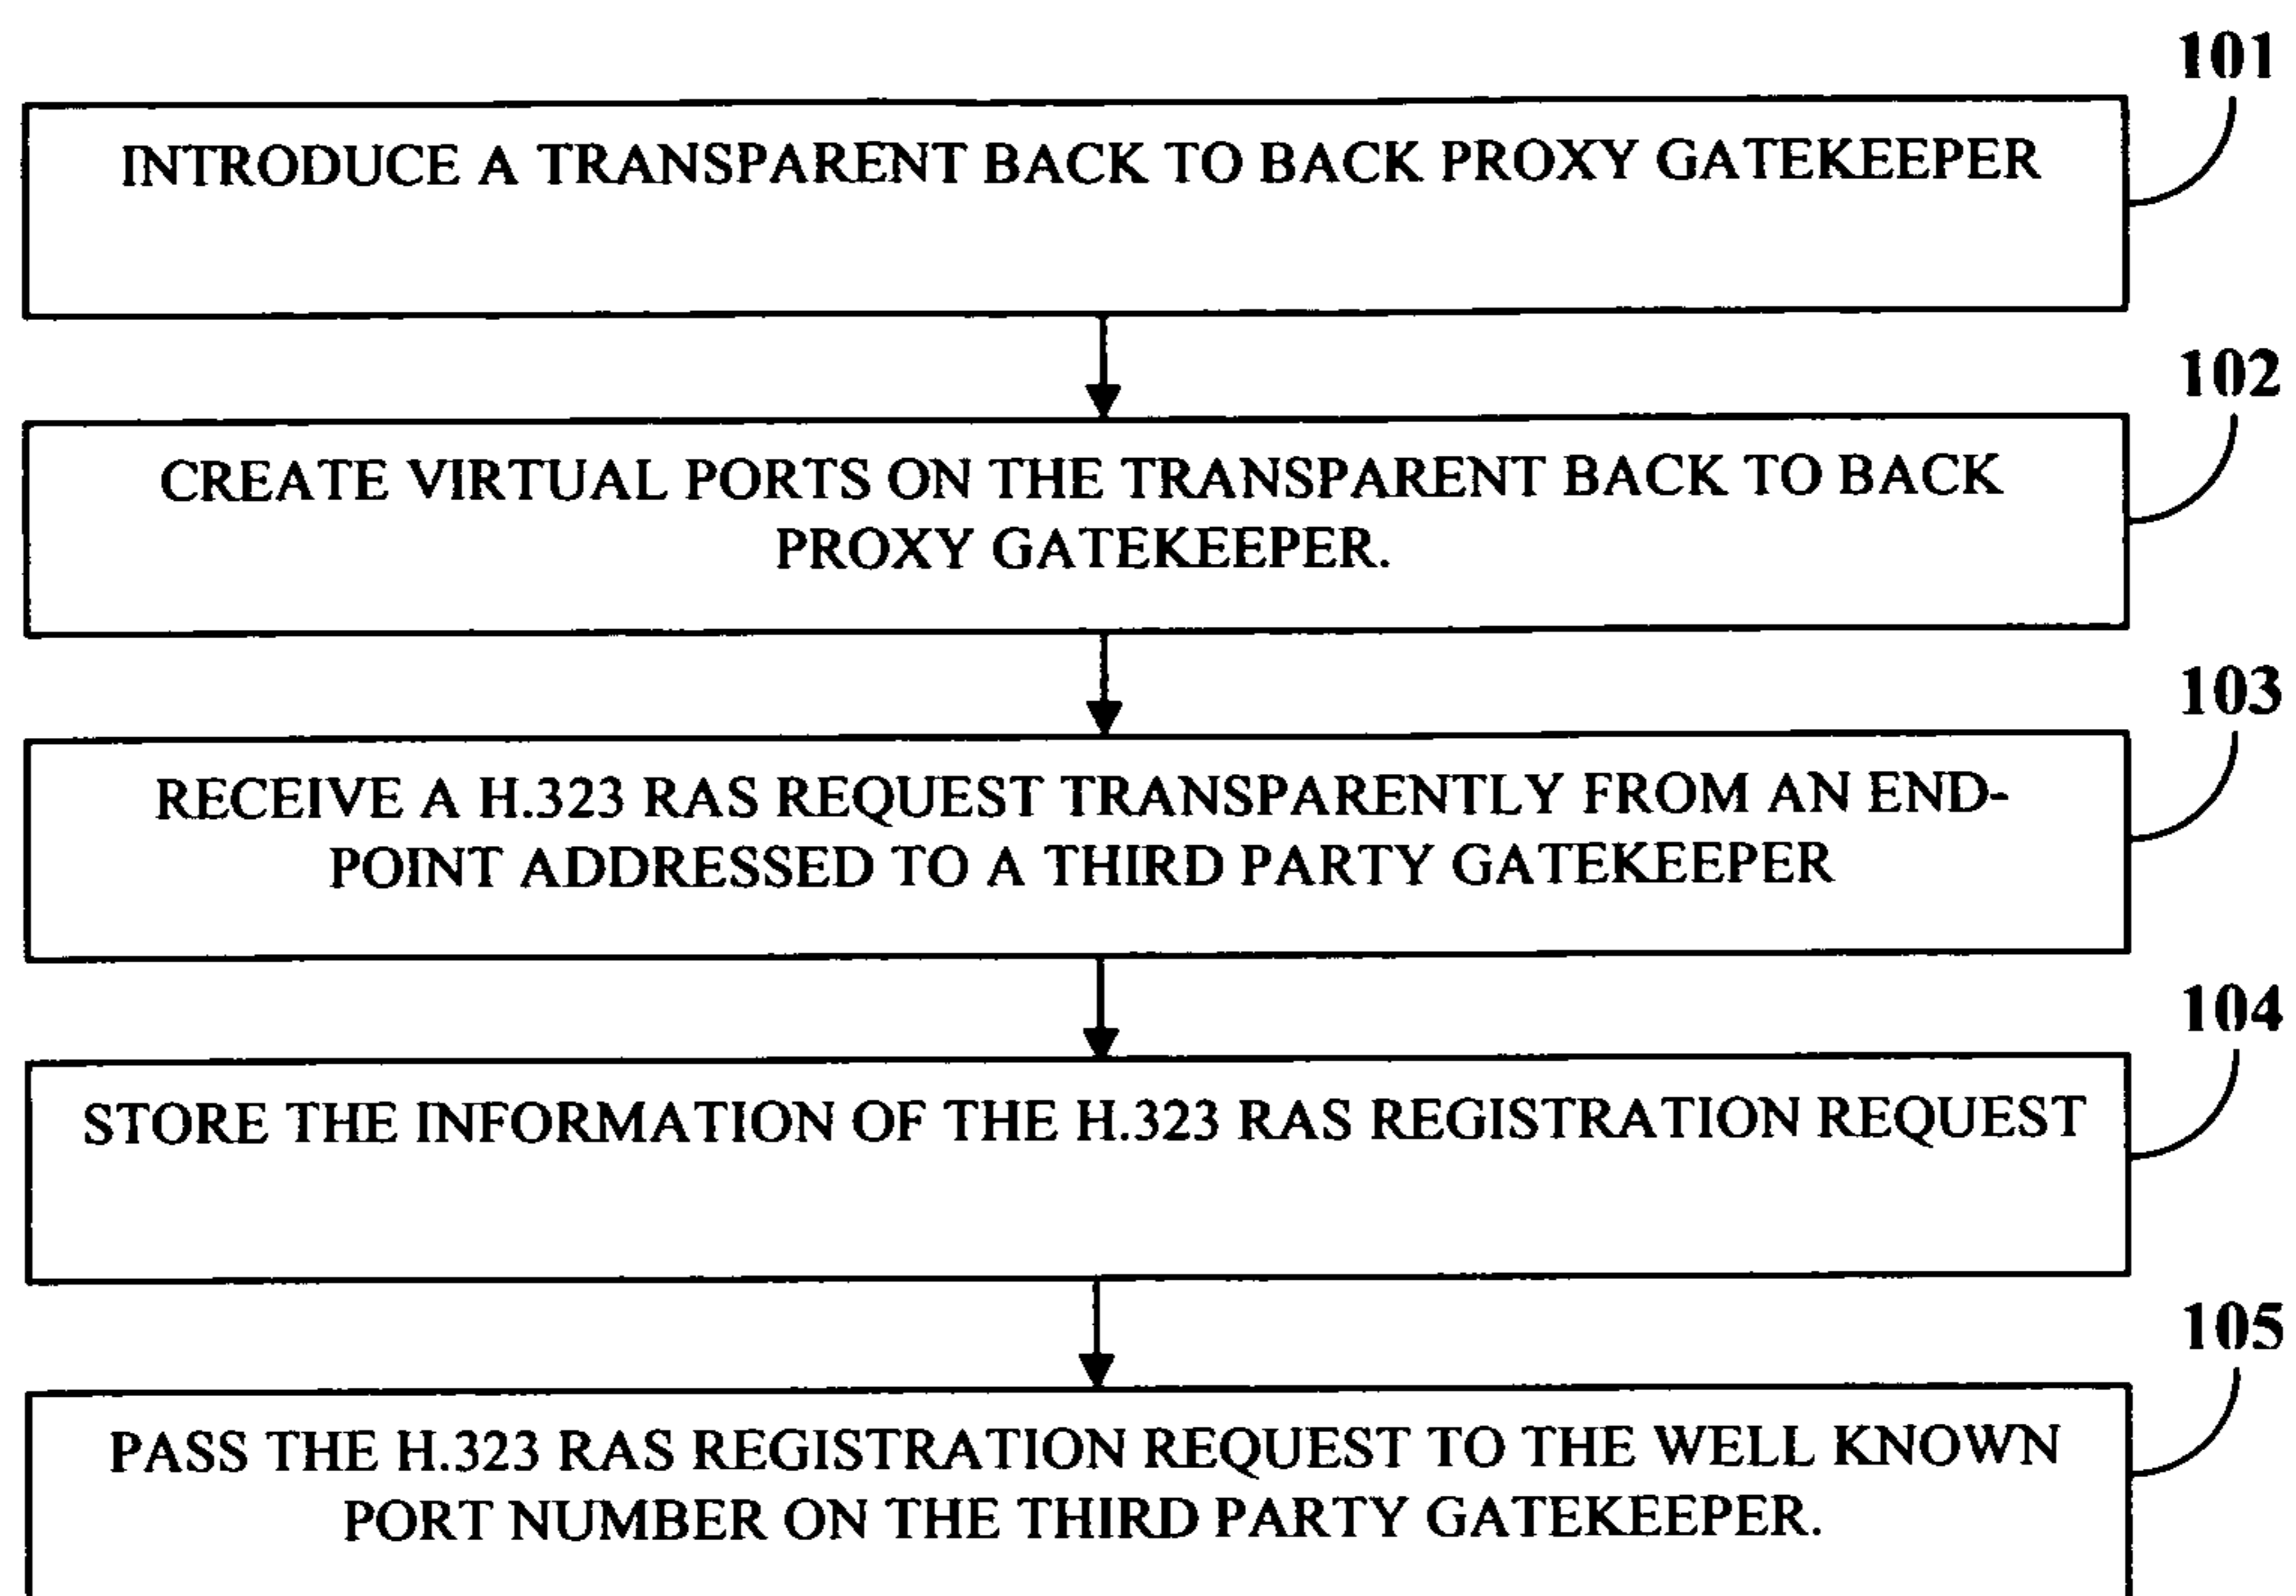 101
INTRODUCE A TRANSPARENT BACK TO BACK PROXY GATEKEEPER
102
CREATE VIRTUAL PORTS ON THE TRANSPARENT BACK TO BACK
PROXY GATEKEEPER.
103
RECEIVE A H.323 RAS REQUEST TRANSPARENTLY FROM AN END-
POINT ADDRESSED TO A THIRD PARTY GATEKEEPER
104
STORE THE INFORMATION OF THE H.323 RAS REGISTRATION REQUEST
105
PASS THE H.323 RAS REGISTRATION REQUEST TO THE WELL KNOWN
PORT NUMBER ON THE THIRD PARTY GATEKEEPER.